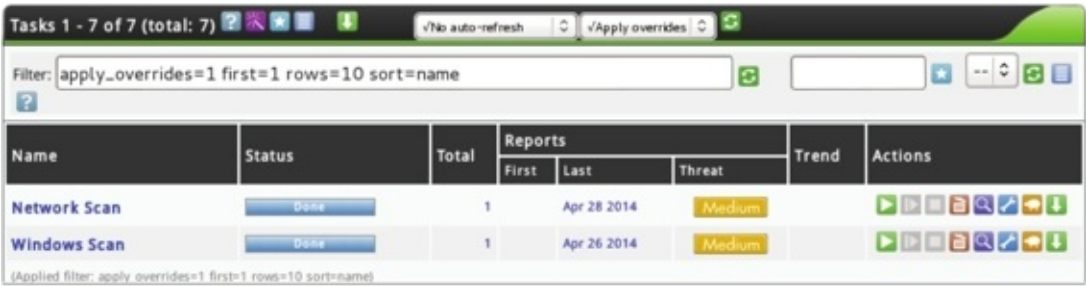 Tasks 1 - 7 of 7 (total: 7) ? √No auto-refresh √Apply overrides
Filter: apply_overrides=1 first=1 rows=10 sort=name --
?
Name Status Total Reports Trend Actions
First Last Threat
Network Scan Done 1 Apr 28 2014 Medium
Windows Scan Done 1 Apr 26 2014 Medium
(Applied filter: apply_overrides=1 first=1 rows=10 sort=name)